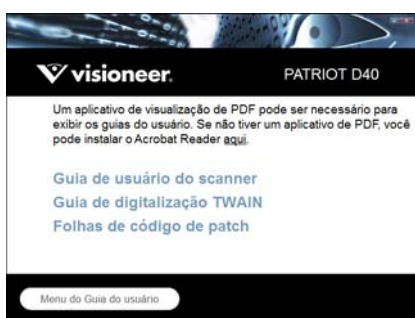 visioneer.
PATRIOT D40
Um aplicativo de visualização de PDF pode ser necessário para
exibir os guias do usuário. Se não tiver um aplicativo de PDF, você
pode instalar o Acrobat Reader aqui.
Guia de usuário do scanner
Guia de digitalização TWAIN
Folhas de código de patch
Menu do Guia do usuário